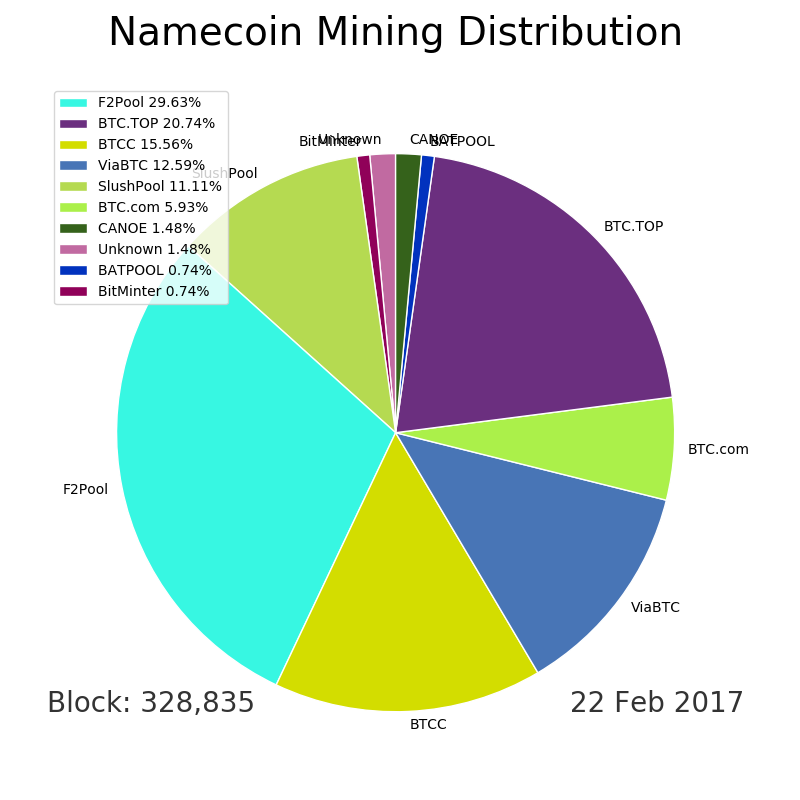 Namecoin Mining Distribution
F2Pool 29.63%
BTC.TOP 20.74%
BTCC 15.56%
ViaBTC 12.59%
SlushPool 11.11%
BTC.com 5.93%
CANOE 1.48%
Unknown 1.48%
BATPOOL 0.74%
BitMinter 0.74%
BitMinter
Unknown
CANOE
BATPOOL
SlushPool
BTC.TOP
BTC.com
F2Pool
ViaBTC
BTCC
Block: 328,835
22 Feb 2017